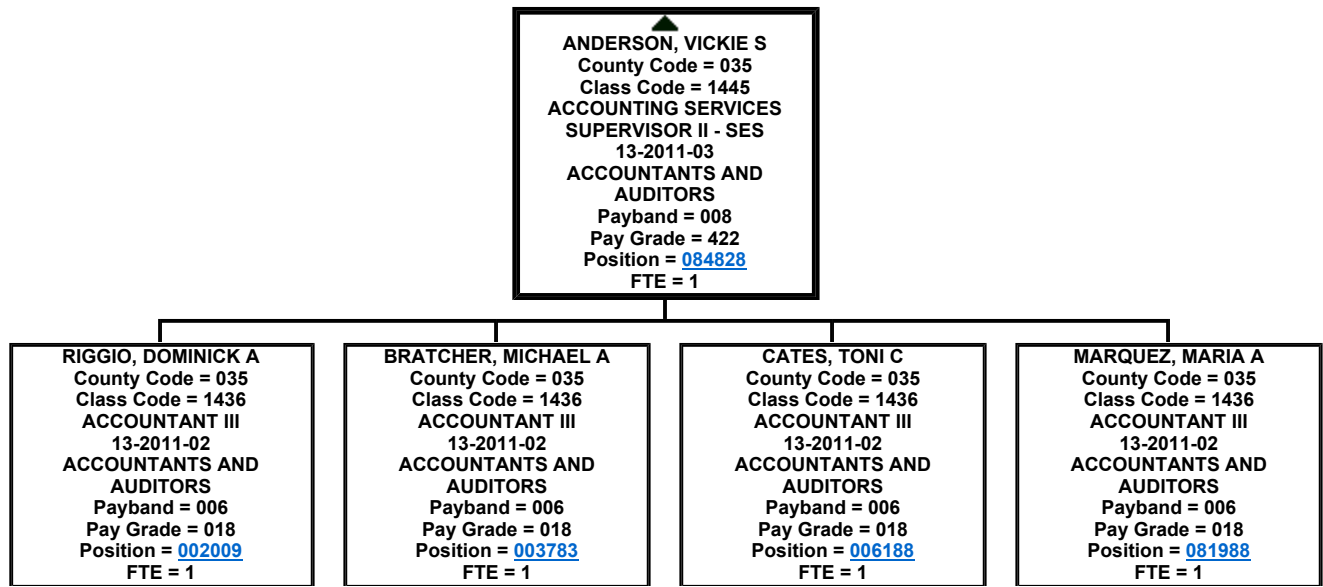 ANDERSON, VICKIE S
County Code = 035
Class Code = 1445
ACCOUNTING SERVICES
SUPERVISOR II - SES
13-2011-03
ACCOUNTANTS AND
AUDITORS
Payband = 008
Pay Grade = 422
Position = 084828
FTE = 1
RIGGIO, DOMINICK A
County Code = 035
Class Code = 1436
ACCOUNTANT III
13-2011-02
ACCOUNTANTS AND
AUDITORS
Payband = 006
Pay Grade = 018
Position = 002009
FTE = 1
BRATCHER, MICHAEL A
County Code = 035
Class Code = 1436
ACCOUNTANT III
13-2011-02
ACCOUNTANTS AND
AUDITORS
Payband = 006
Pay Grade = 018
Position = 003783
FTE = 1
CATES, TONI C
County Code = 035
Class Code = 1436
ACCOUNTANT III
13-2011-02
ACCOUNTANTS AND
AUDITORS
Payband = 006
Pay Grade = 018
Position = 006188
FTE = 1
MARQUEZ, MARIA A
County Code = 035
Class Code = 1436
ACCOUNTANT III
13-2011-02
ACCOUNTANTS AND
AUDITORS
Payband = 006
Pay Grade = 018
Position = 081988
FTE = 1